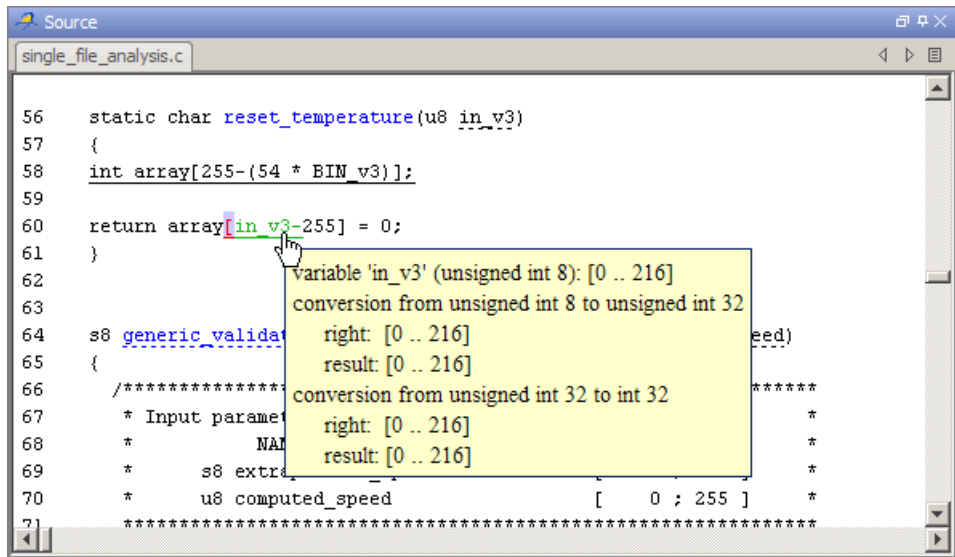 Source
single_file_analysis.c
56 static char reset_temperature(u8 in_v3)
57 {
58 int array[255-(54 * BIN_v3)];
59
60 return array[in_v3-255] = 0;
61 }
variable 'in_v3' (unsigned int 8): [0 .. 216]
62
conversion from unsigned int 8 to unsigned int 32
63
right: [0 .. 216]
64 s8 eed)
result: [0 .. 216]
65 {
conversion from unsigned int 32 to int 32
66 /***************** ******
67 * Input *
right: [0 .. 216]
68 * *
result: [0 .. 216]
69 * s8 [ *
70 * u8 computed_speed [ 0 ; 255 ] *
71 **************************************************************